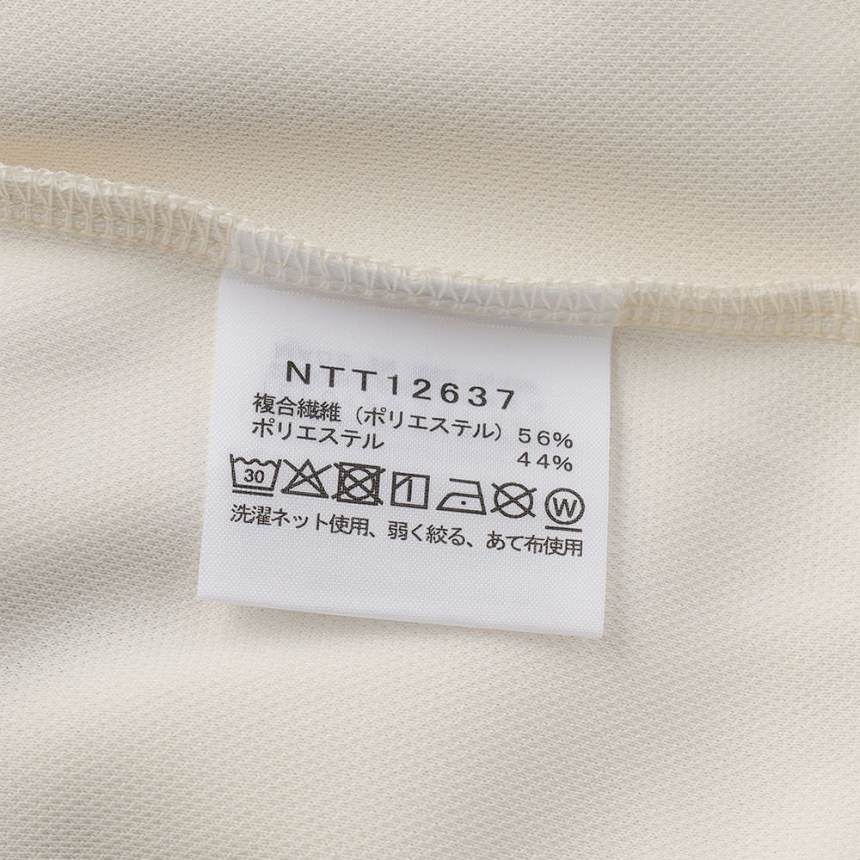 NTT12637
複合繊維（ポリエステル）56%
ポリエステル 44%
30 W
洗濯ネット使用、弱く絞る、あて布使用